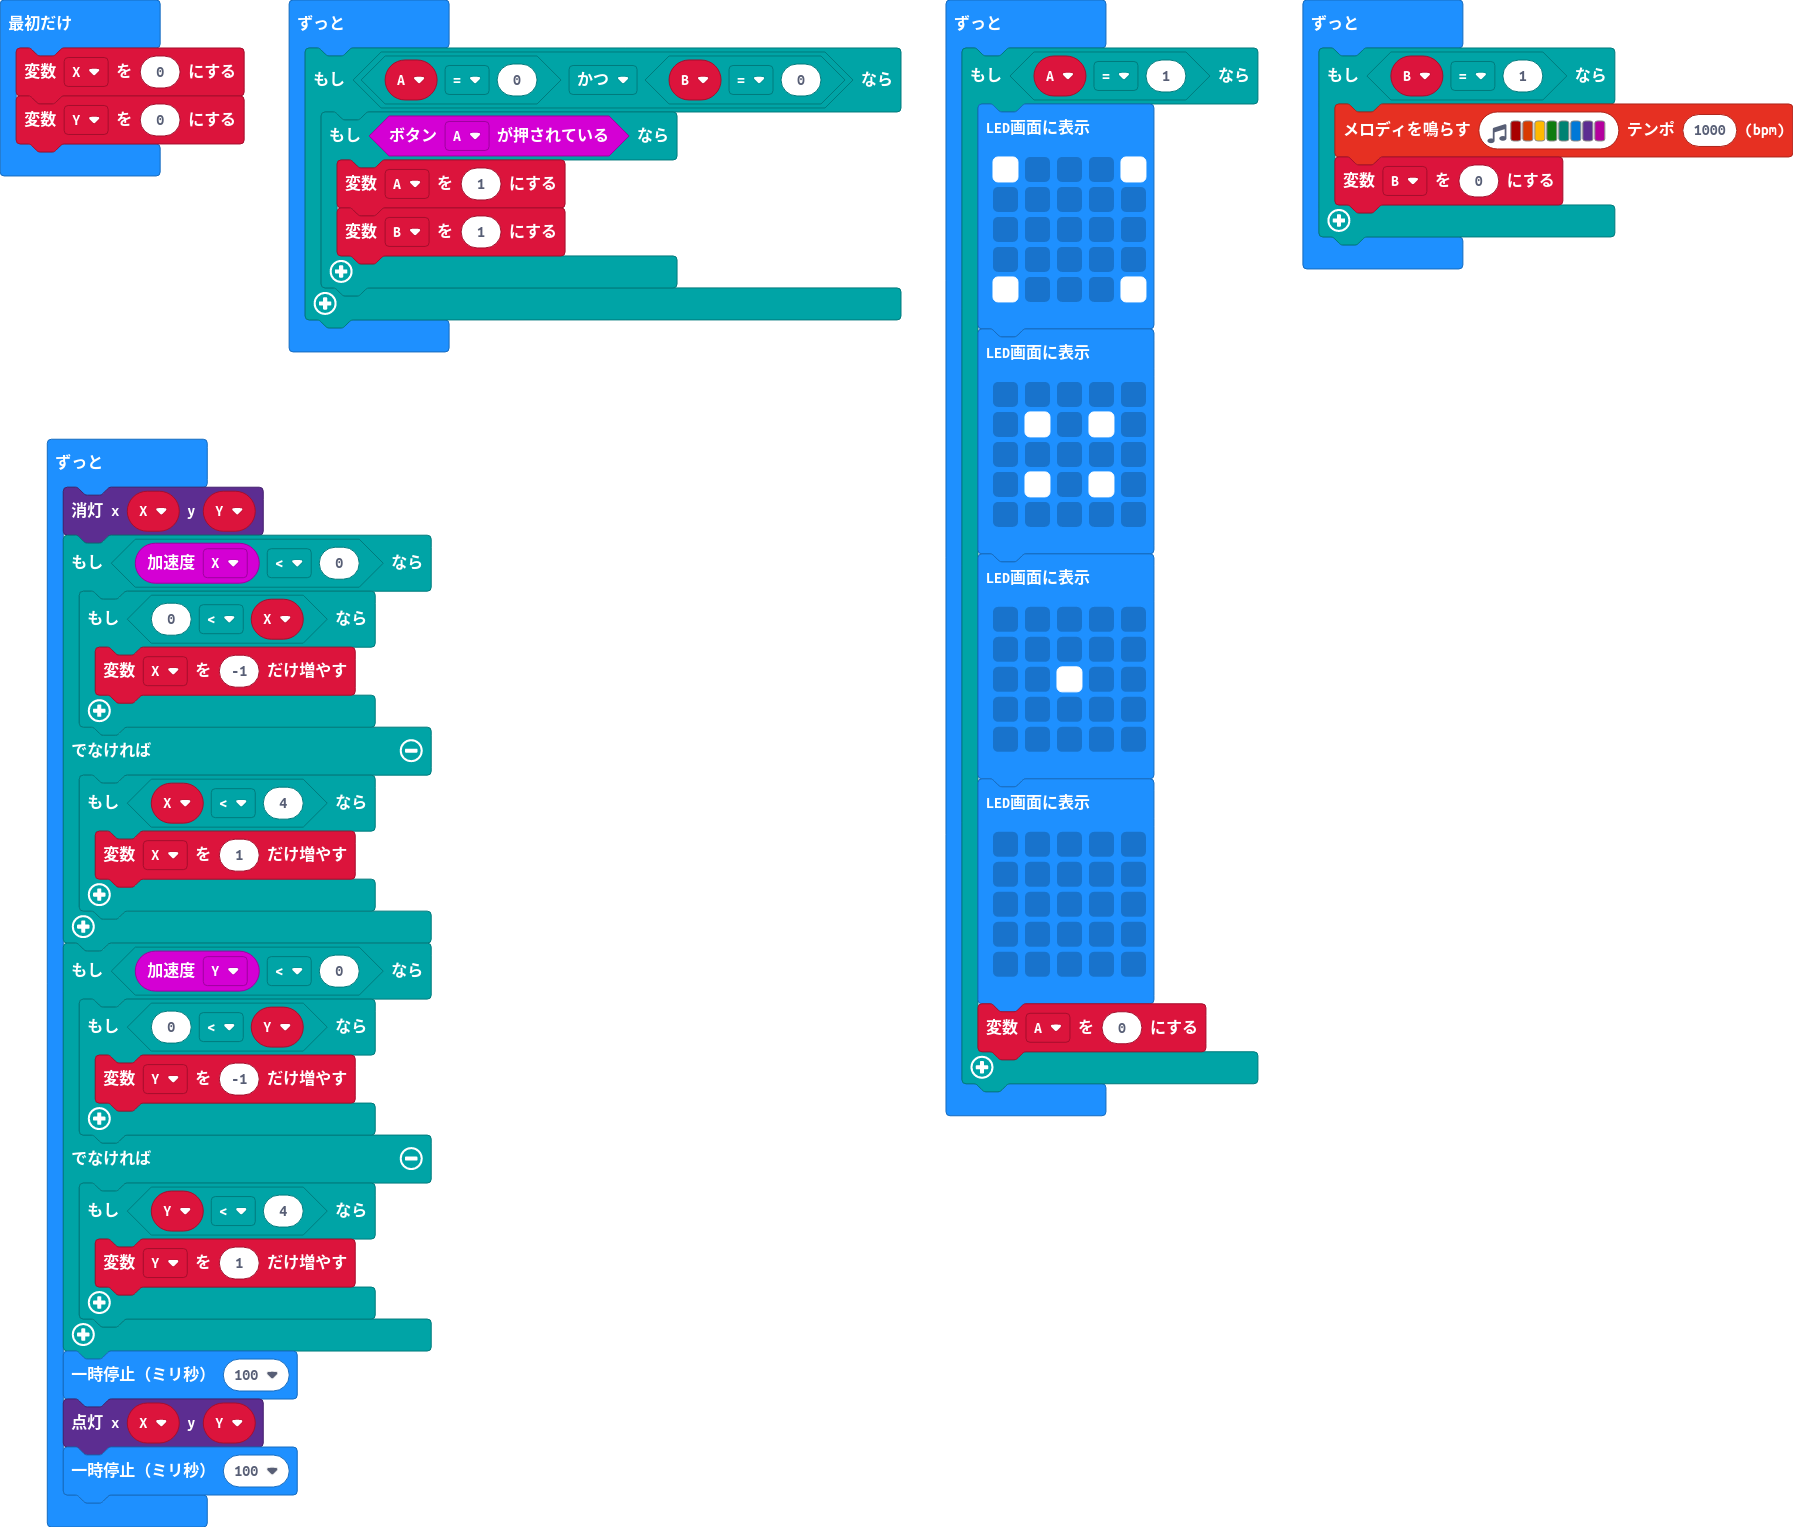 最初だけ
変数 X を 0 にする
変数 Y を 0 にする
ずっと
もし A = 0 かつ B = 0 なら
もし ボタン A が押されている なら
変数 A を 1 にする
変数 B を 1 にする
ずっと
もし A = 1 なら
LED画面に表示
LED画面に表示
LED画面に表示
LED画面に表示
変数 A を 0 にする
ずっと
もし B = 1 なら
メロディを鳴らす テンポ 1000 (bpm)
変数 B を 0 にする
ずっと
消灯 x X y Y
もし 加速度 X < 0 なら
もし 0 < X なら
変数 X を -1 だけ増やす
でなければ
もし X < 4 なら
変数 X を 1 だけ増やす
もし 加速度 Y < 0 なら
もし 0 < Y なら
変数 Y を -1 だけ増やす
でなければ
もし Y < 4 なら
変数 Y を 1 だけ増やす
一時停止（ミリ秒） 100
点灯 x X y Y
一時停止（ミリ秒） 100